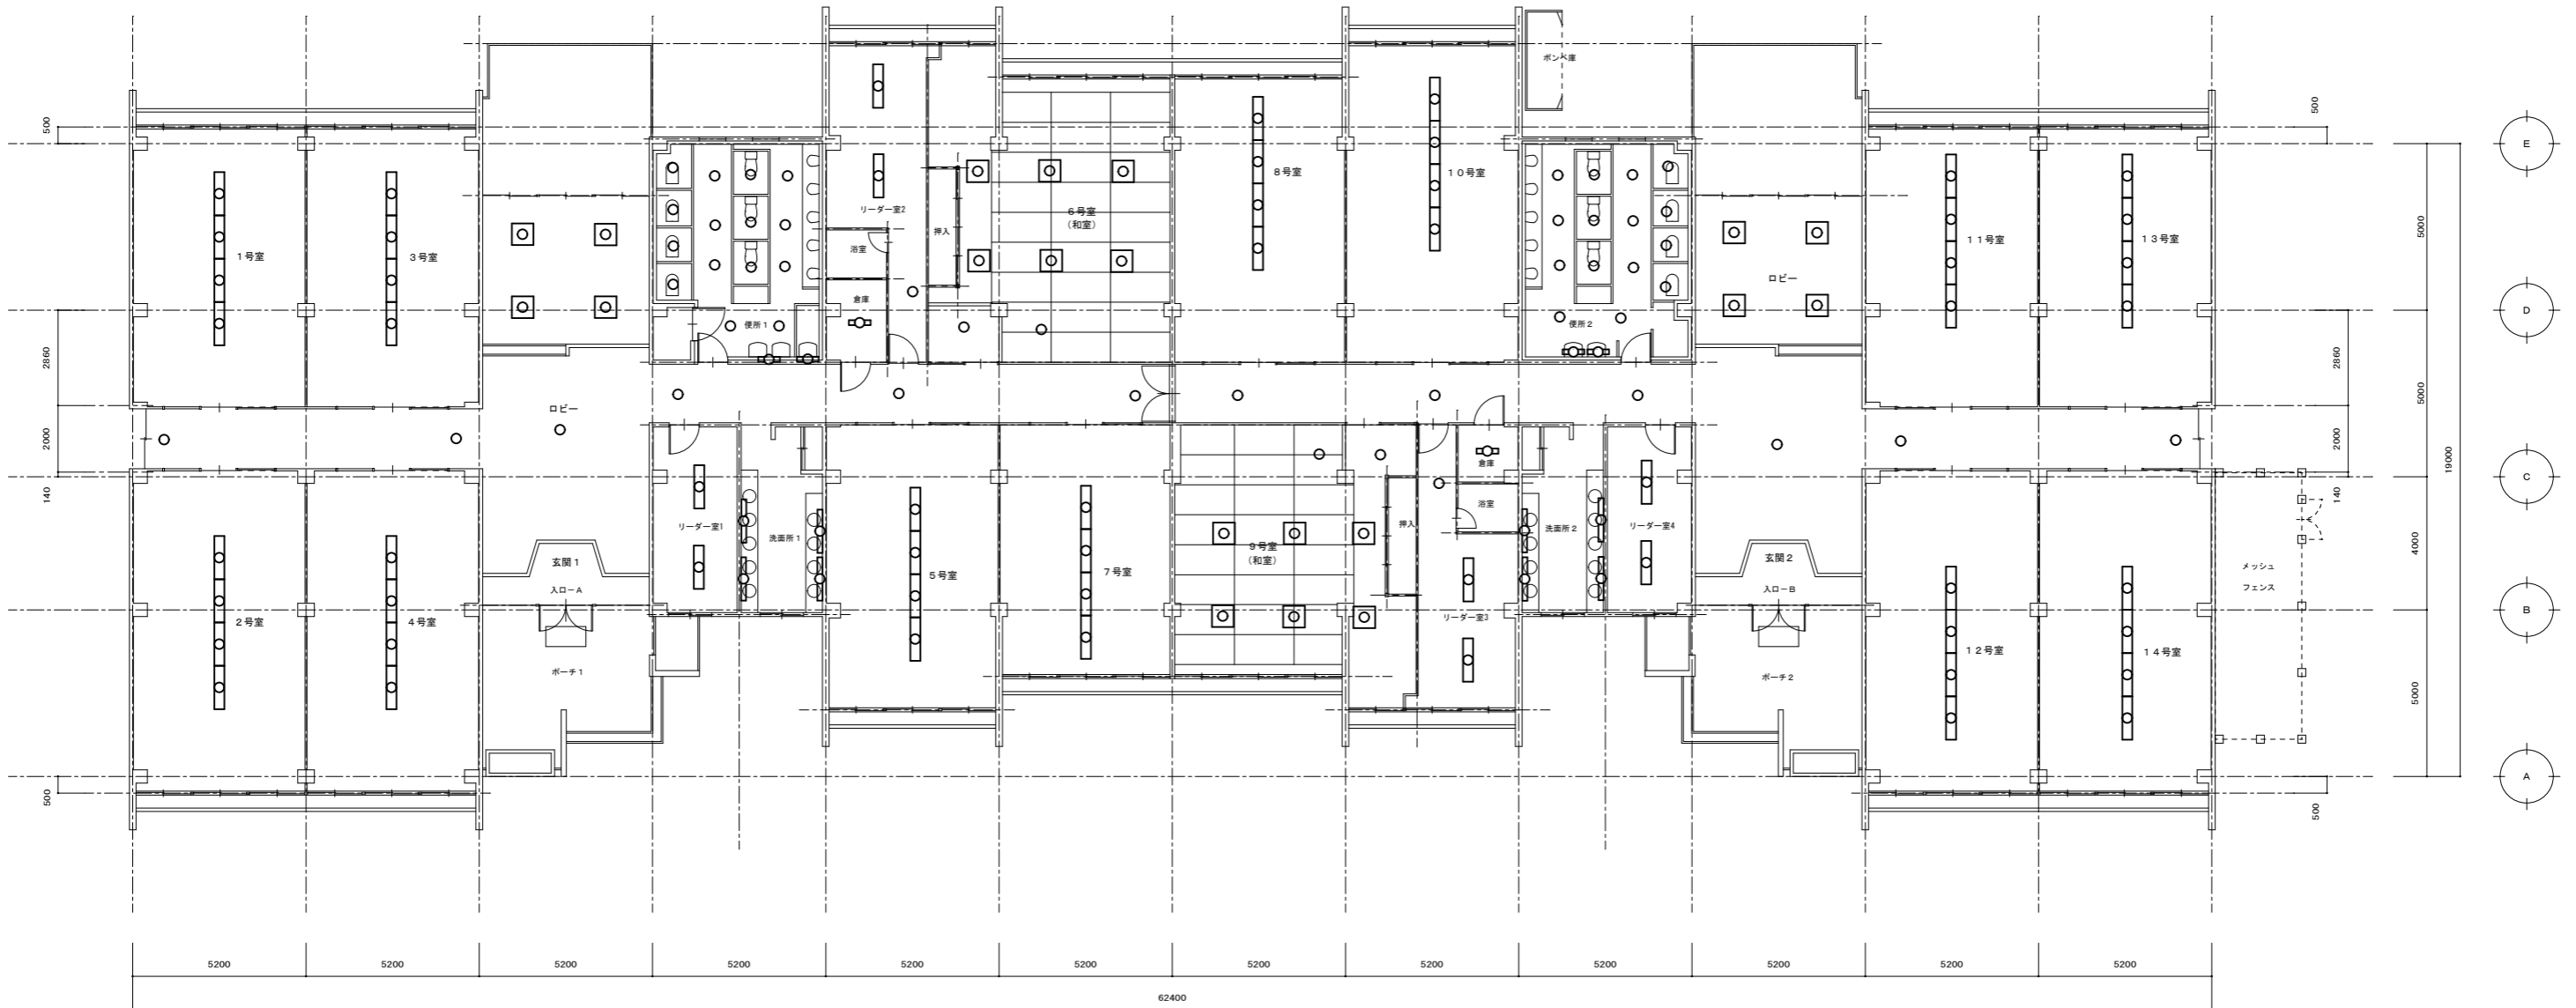 ボンベ庫
500
500
E
8号室
10号室
リーダー室2
6号室
(和室)
押入
5000
浴室
1号室
3号室
11号室
13号室
ロビー
倉庫
D
便所1
便所2
2860
2860
ロビー
5000
2000
2000
19000
倉庫
C
140
140
浴室
リーダー室1
洗面所1
押入
洗面所2
リーダー室4
9号室
(和室)
玄関1
玄関2
4000
メッシュ
フェンス
5号室
7号室
入口-A
入口-B
B
リーダー室3
2号室
4号室
12号室
14号室
ポーチ1
ポーチ2
5000
A
500
500
5200
5200
5200
5200
5200
5200
5200
5200
5200
5200
5200
5200
62400